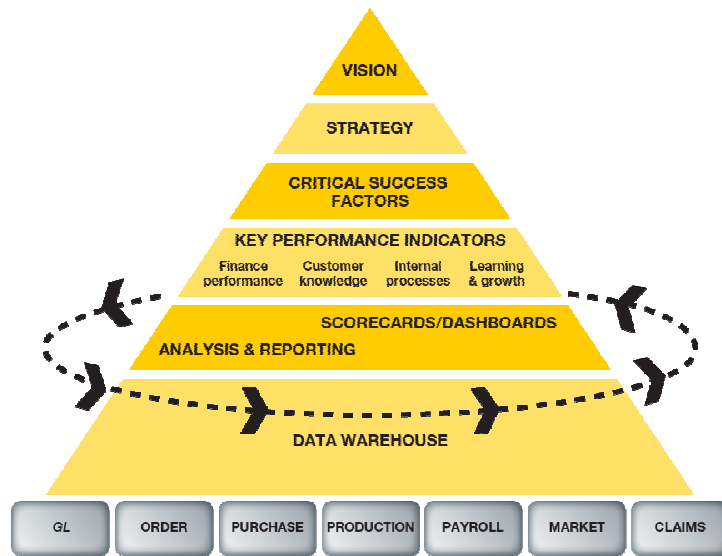 VISION
STRATEGY
CRITICAL SUCCESS
FACTORS
KEY PERFORMANCE INDICATORS
Finance
performance
Customer
knowledge
Internal
processes
Learning
& growth
SCORECARDS/DASHBOARDS
ANALYSIS & REPORTING
DATA WAREHOUSE
GL
ORDER
PURCHASE
PRODUCTION
PAYROLL
MARKET
CLAIMS